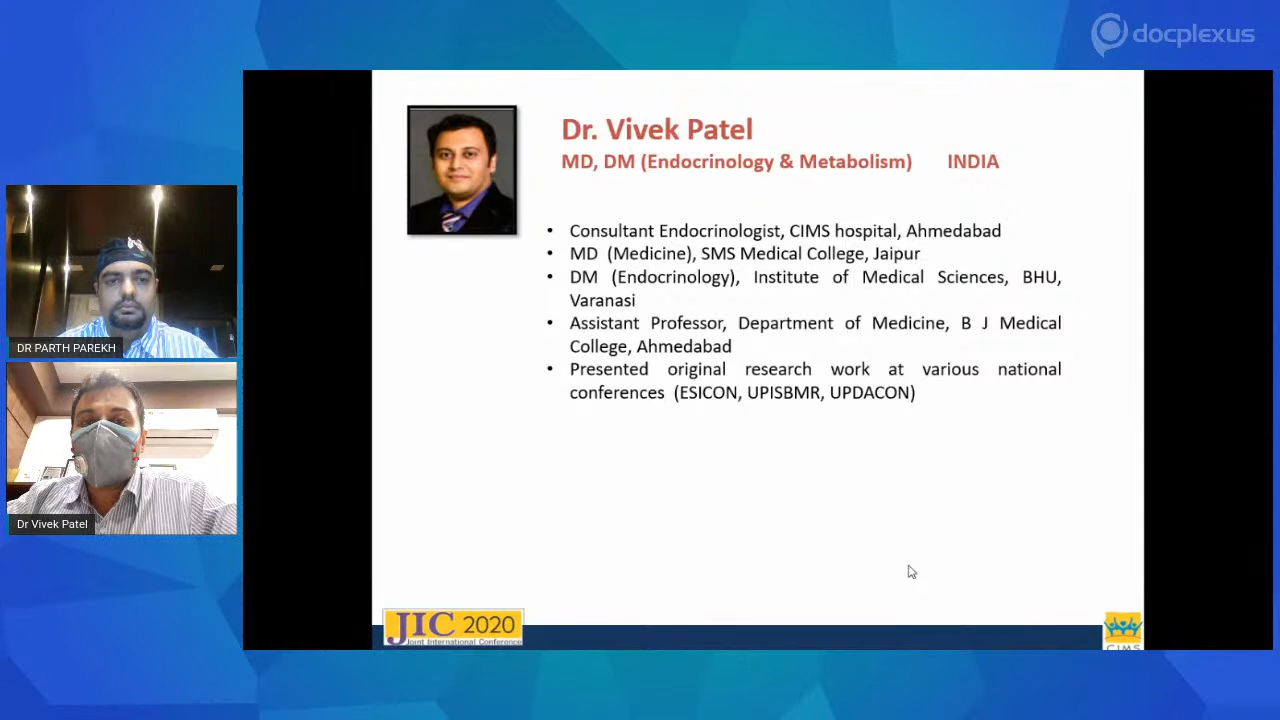 docplexus
Dr. Vivek Patel
MD, DM (Endocrinology & Metabolism) INDIA
• Consultant Endocrinologist, CIMS hospital, Ahmedabad
• MD (Medicine), SMS Medical College, Jaipur
• DM (Endocrinology), Institute of Medical Sciences, BHU,
Varanasi
• Assistant Professor, Department of Medicine, B J Medical
College, Ahmedabad
• Presented original research work at various national
conferences (ESICON, UPISBMR, UPDACON)
DR PARTH PAREKH
Dr Vivek Patel
JIC 2020
Joint International Conference
CIMS